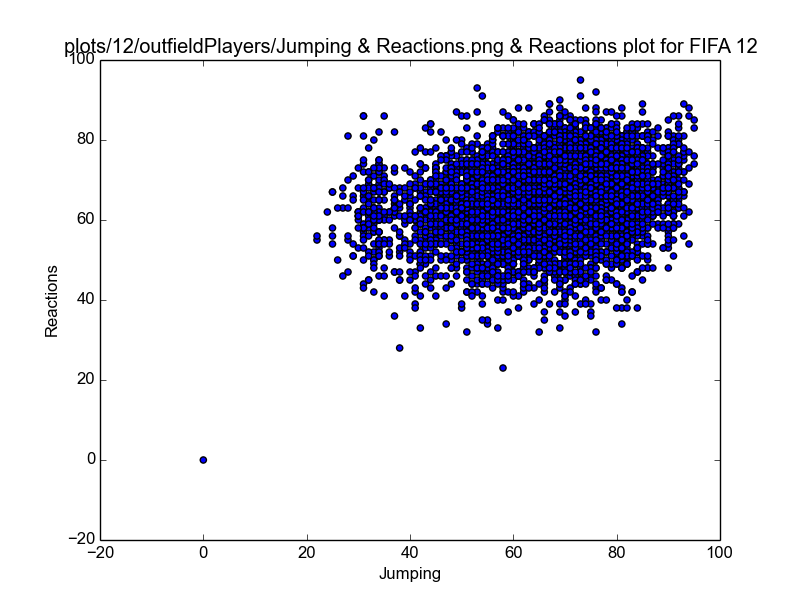 plots/12/outfieldPlayers/Jumping & Reactions.png & Reactions plot for FIFA 12
100
80
60
40
20
0
−20
Reactions
−20 0 20 40 60 80 100
Jumping